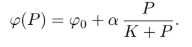 φ(P) = φ₀ + α P / (K + P).